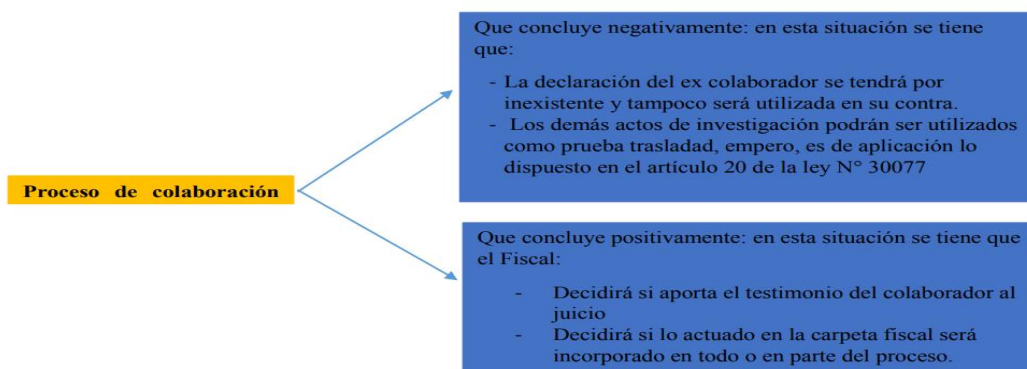 Que concluye negativamente: en esta situación se tiene
que:
- La declaración del ex colaborador se tendrá por
inexistente y tampoco será utilizada en su contra.
- Los demás actos de investigación podrán ser utilizados
como prueba trasladad, empero, es de aplicación lo
dispuesto en el artículo 20 de la ley N° 30077
Proceso de colaboración
Que concluye positivamente: en esta situación se tiene que
el Fiscal:
- Decidirá si aporta el testimonio del colaborador al
juicio
- Decidirá si lo actuado en la carpeta fiscal será
incorporado en todo o en parte del proceso.